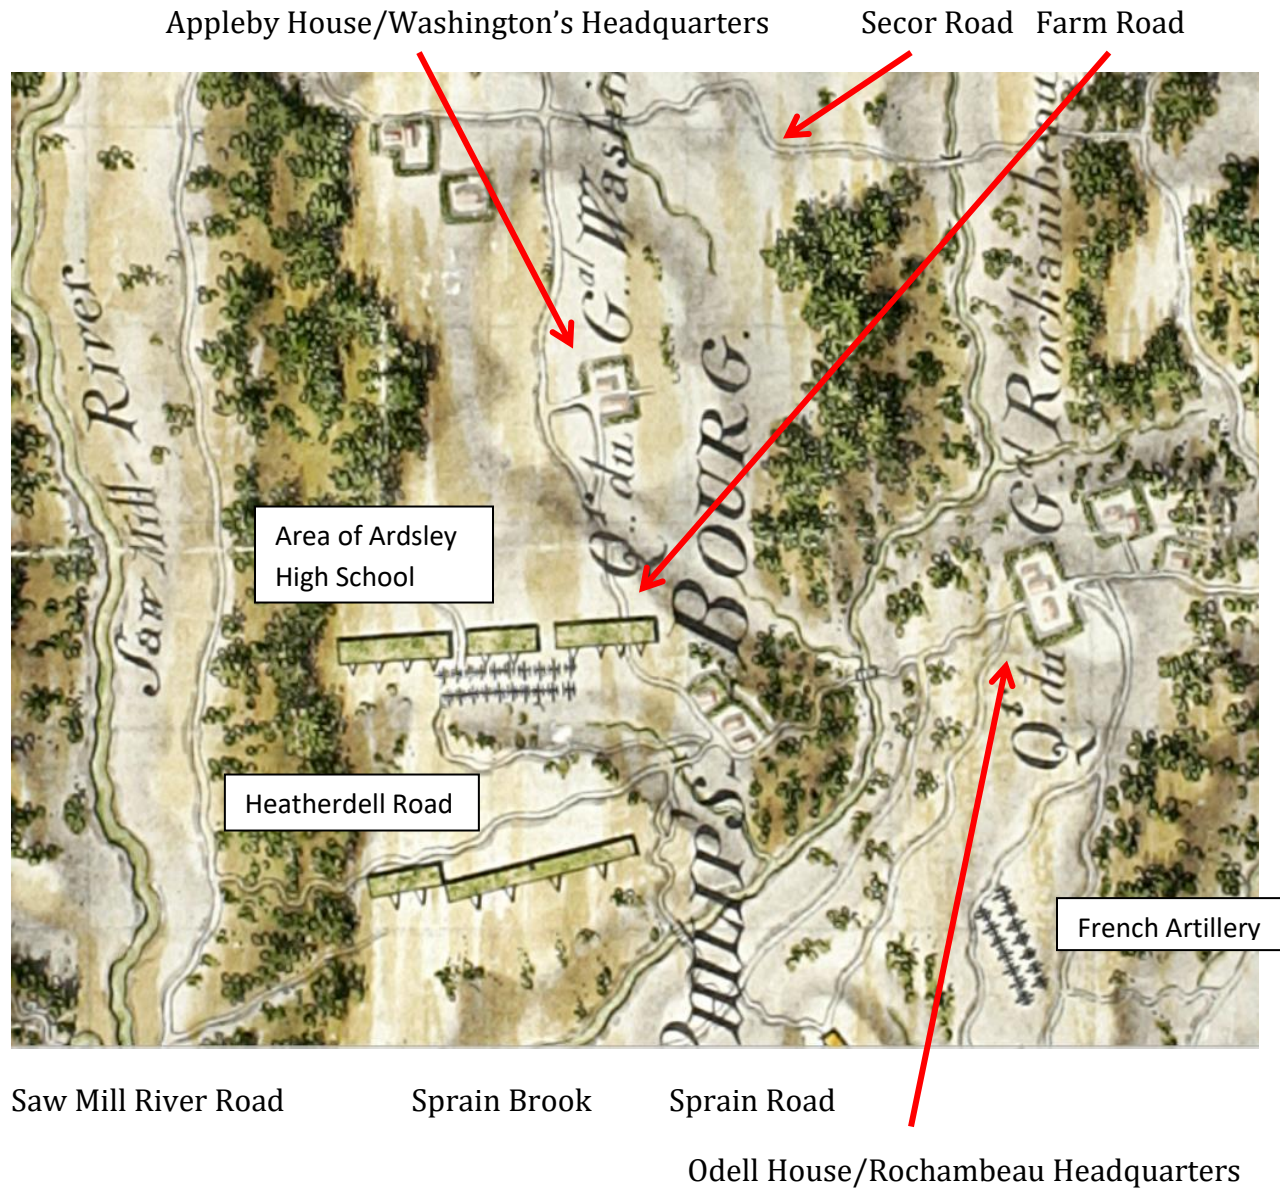 Appleby House/Washington's Headquarters
Secor Road
Farm Road
Saw Mill River.
Qr. du Gal Washin
Qr. du Gal Rochambeau
PHILIP'S BOURG.
Area of Ardsley
High School
Heatherdell Road
French Artillery
Saw Mill River Road
Sprain Brook
Sprain Road
Odell House/Rochambeau Headquarters